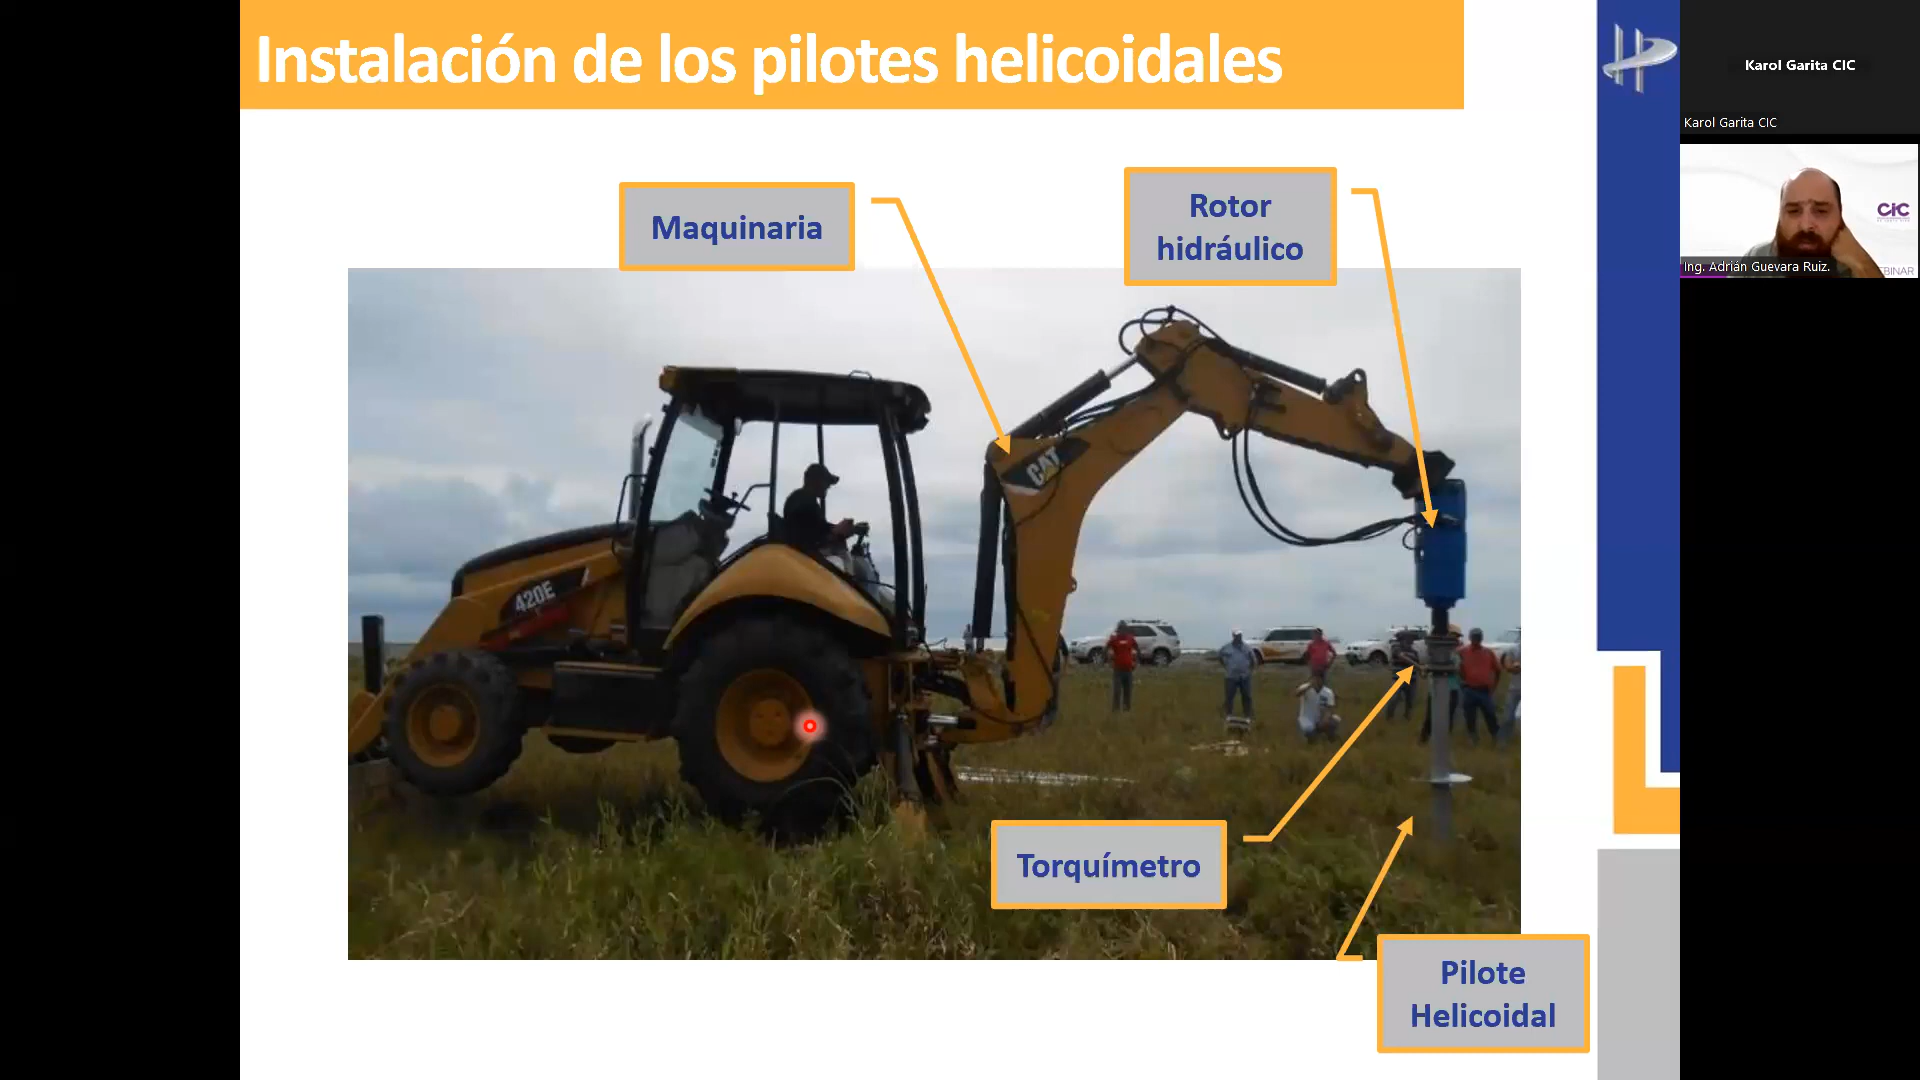 Instalación de los pilotes helicoidales
Maquinaria
Rotor
hidráulico
CAT
420E
Torquímetro
Pilote
Helicoidal
Karol Garita CIC
Karol Garita CIC
CIC
Ing. Adrián Guevara Ruiz.